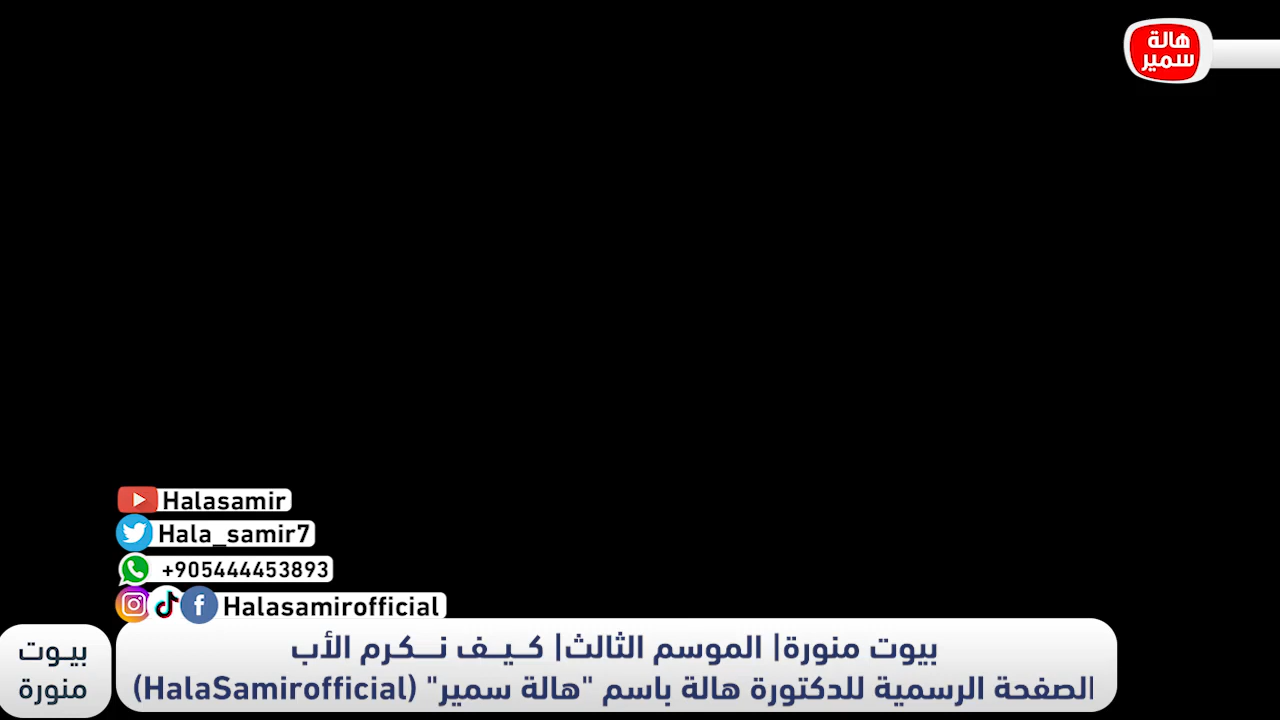 هالة
سمير
Halasamir
Hala_samir7
+905444453893
Halasamirofficial
بيوت منورة| الموسم الثالث| كـيـف نـــكـرم الأب
الصفحة الرسمية للدكتورة هالة باسم "هالة سمير" (HalaSamirofficial)
بيـوت
منورة